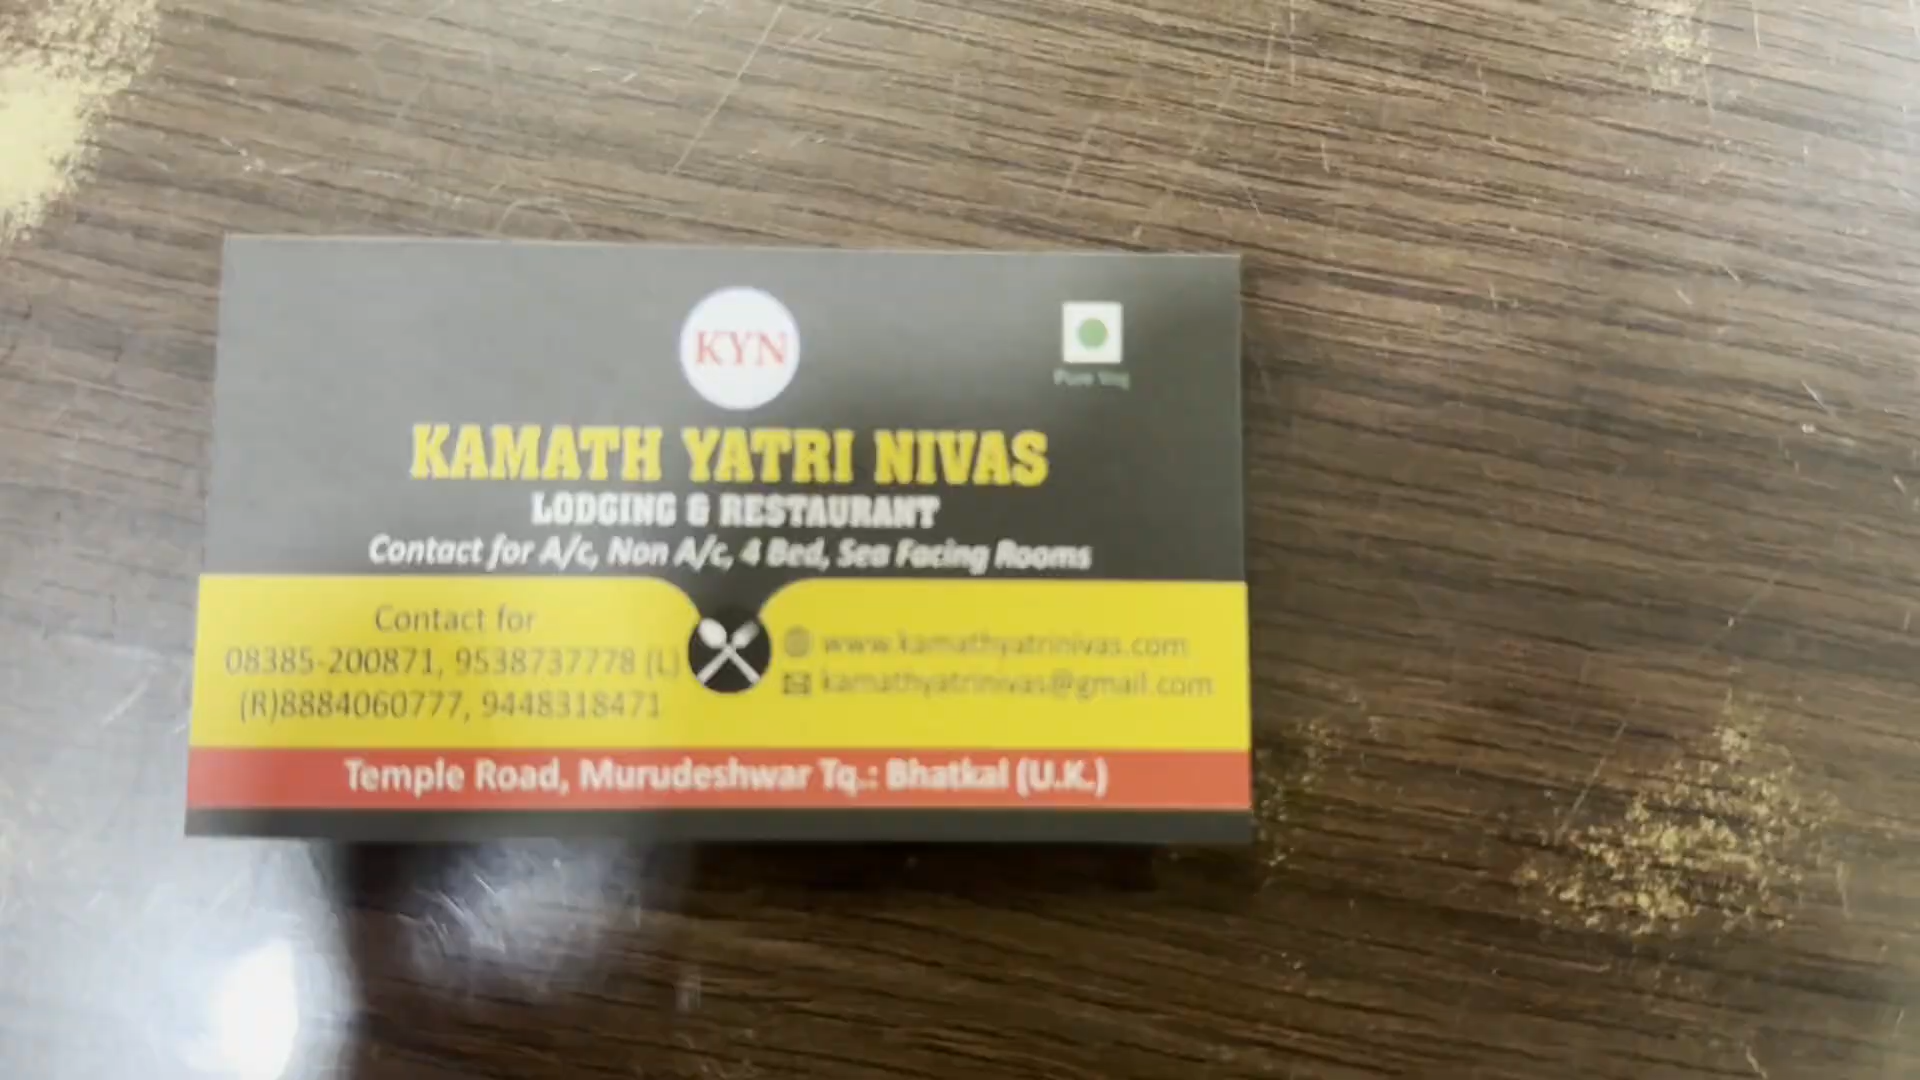 KYN
Pure Veg
KAMATH YATRI NIVAS
LODGING & RESTAURANT
Contact for A/c, Non A/c, 4 Bed, Sea Facing Rooms
Contact for
08385-200871, 9538737778 (L)
(R)8884060777, 9448318471
www.kamathyatrinivas.com
kamathyatrinivas@gmail.com
Temple Road, Murudeshwar Tq.: Bhatkal (U.K.)